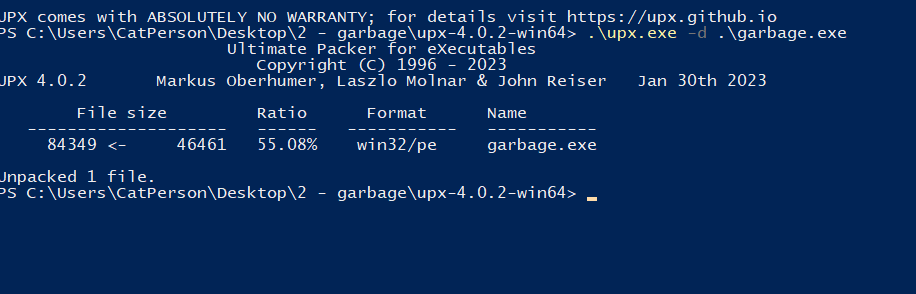 UPX comes with ABSOLUTELY NO WARRANTY; for details visit https://upx.github.io
PS C:\Users\CatPerson\Desktop\2 - garbage\upx-4.0.2-win64> .\upx.exe -d .\garbage.exe
Ultimate Packer for eXecutables
Copyright (C) 1996 - 2023
UPX 4.0.2 Markus Oberhumer, Laszlo Molnar & John Reiser Jan 30th 2023
File size Ratio Format Name
-------------------- ------ ----------- -----------
84349 <- 46461 55.08% win32/pe garbage.exe
Unpacked 1 file.
PS C:\Users\CatPerson\Desktop\2 - garbage\upx-4.0.2-win64>